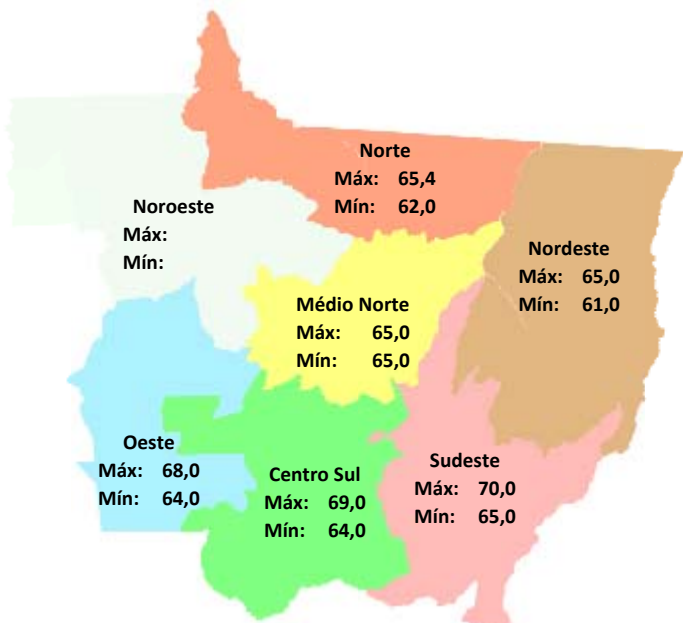 Norte
Máx: 65,4
Mín: 62,0
Noroeste
Máx:
Mín:
Nordeste
Máx: 65,0
Mín: 61,0
Médio Norte
Máx: 65,0
Mín: 65,0
Oeste
Máx: 68,0
Mín: 64,0
Centro Sul
Máx: 69,0
Mín: 64,0
Sudeste
Máx: 70,0
Mín: 65,0